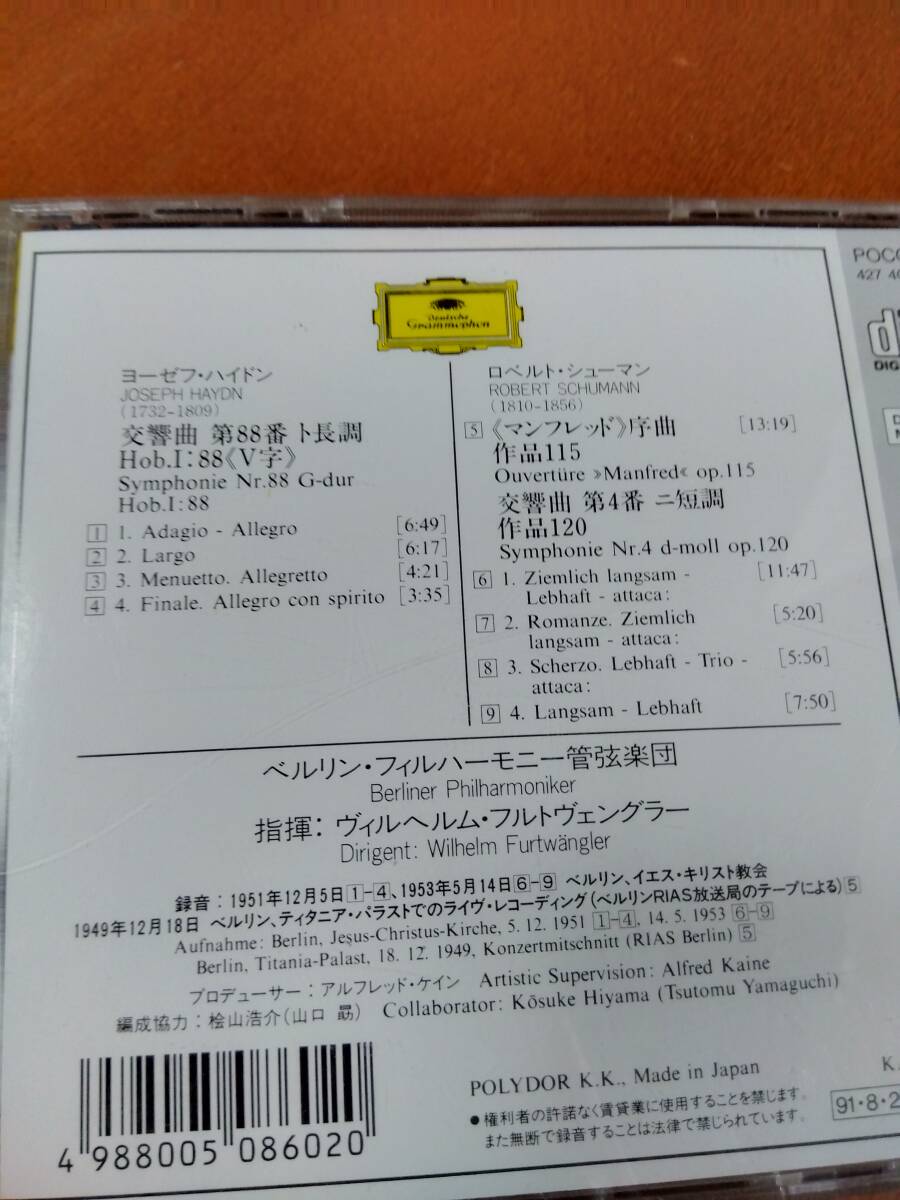 Deutsche
Grammophon
ヨーゼフ・ハイドン
JOSEPH HAYDN
(1732-1809)
交響曲 第88番 ト長調
Hob.I:88《V字》
Symphonie Nr.88 G-dur
Hob.I:88
1 1. Adagio - Allegro [6:49]
2 2. Largo [6:17]
3 3. Menuetto. Allegretto [4:21]
4 4. Finale. Allegro con spirito [3:35]
ロベルト・シューマン
ROBERT SCHUMANN
(1810-1856)
5 《マンフレッド》序曲 [13:19]
作品115
Ouvertüre »Manfred« op.115
交響曲 第4番 ニ短調
作品120
Symphonie Nr.4 d-moll op.120
6 1. Ziemlich langsam - [11:47]
Lebhaft - attaca:
7 2. Romanze. Ziemlich [5:20]
langsam - attaca:
8 3. Scherzo. Lebhaft - Trio - [5:56]
attaca:
9 4. Langsam - Lebhaft [7:50]
ベルリン・フィルハーモニー管弦楽団
Berliner Philharmoniker
指揮: ヴィルヘルム・フルトヴェングラー
Dirigent: Wilhelm Furtwängler
録音:1951年12月5日1-4、1953年5月14日6-9 ベルリン、イエス・キリスト教会
1949年12月18日 ベルリン、ティタニア・パラストでのライヴ・レコーディング(ベルリンRIAS放送局のテープによる)5
Aufnahme: Berlin, Jesus-Christus-Kirche, 5. 12. 1951 1-4, 14. 5. 1953 6-9
Berlin, Titania-Palast, 18. 12. 1949, Konzertmitschnitt (RIAS Berlin) 5
プロデューサー:アルフレッド・ケイン Artistic Supervision: Alfred Kaine
編成協力:桧山浩介(山口 勗) Collaborator: Kōsuke Hiyama (Tsutomu Yamaguchi)
4 988005 086020
POLYDOR K.K., Made in Japan
●権利者の許諾なく賃貸業に使用することを禁じます。
また無断で録音することは法律で禁じられています。
427 4
91・8・2